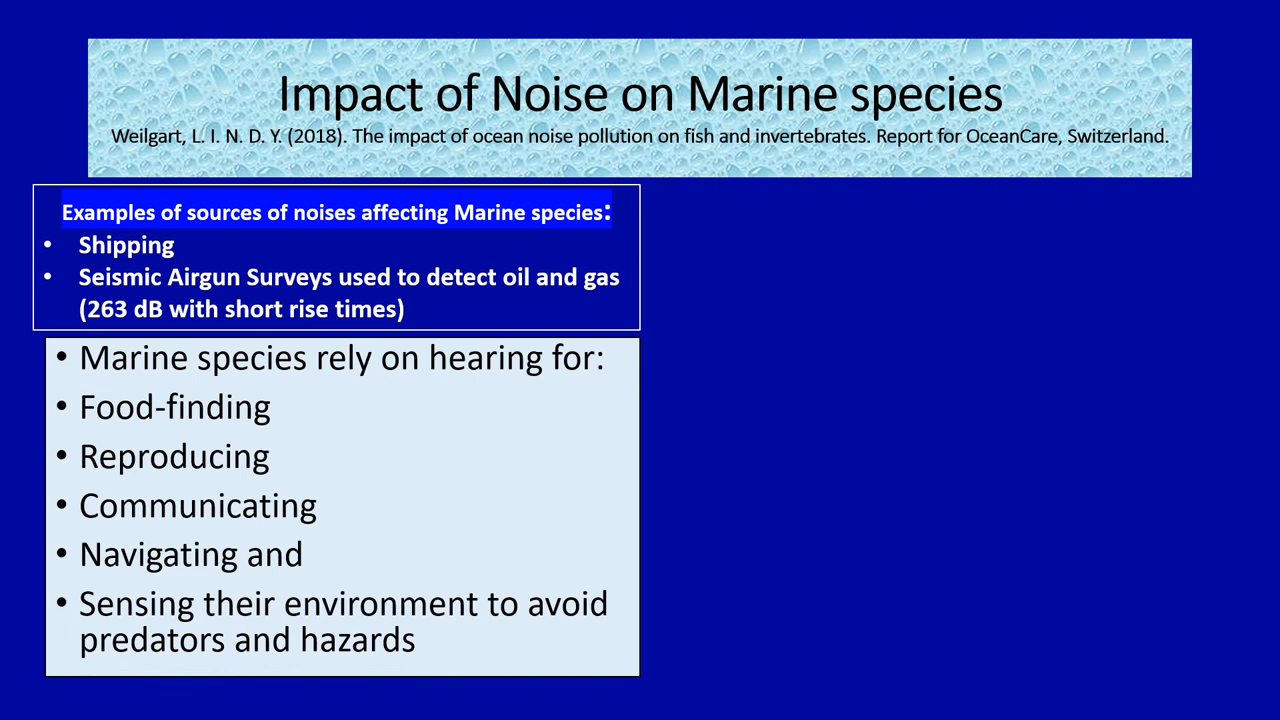 Impact of Noise on Marine species
Weilgart, L. I. N. D. Y. (2018). The impact of ocean noise pollution on fish and invertebrates. Report for OceanCare, Switzerland.
Examples of sources of noises affecting Marine species:
• Shipping
• Seismic Airgun Surveys used to detect oil and gas
(263 dB with short rise times)
• Marine species rely on hearing for:
• Food-finding
• Reproducing
• Communicating
• Navigating and
• Sensing their environment to avoid
predators and hazards